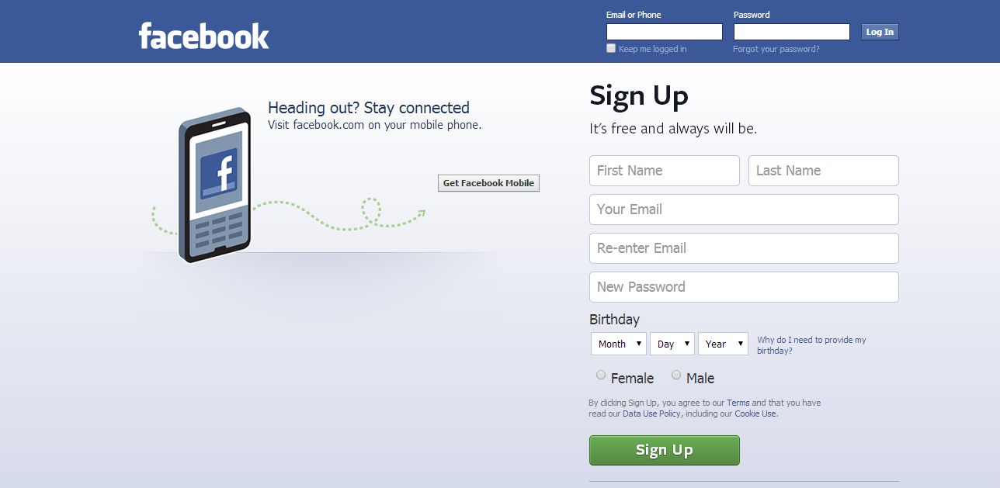 facebook
Email or Phone
Password
Log In
Keep me logged in
Forgot your password?
Heading out? Stay connected
Visit facebook.com on your mobile phone.
f
Get Facebook Mobile
Sign Up
It's free and always will be.
First Name
Last Name
Your Email
Re-enter Email
New Password
Birthday
Month
Day
Year
Why do I need to provide my
birthday?
Female
Male
By clicking Sign Up, you agree to our Terms and that you have
read our Data Use Policy, including our Cookie Use.
Sign Up